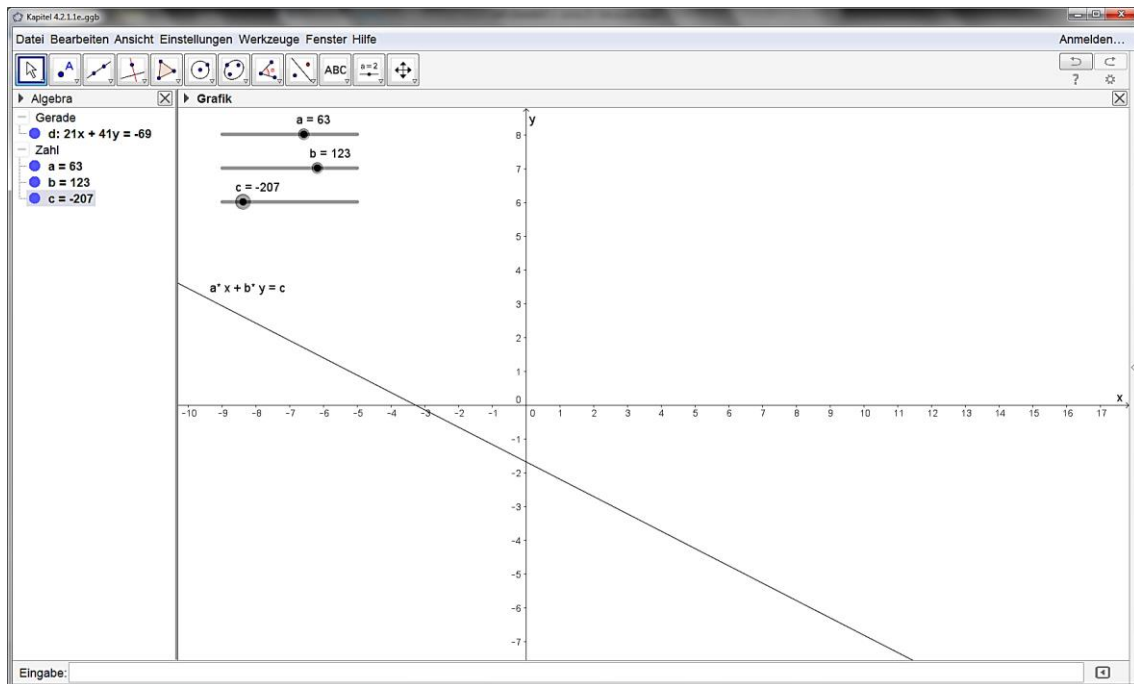 Kapitel 4.2.1.1e..ggb
Datei Bearbeiten Ansicht Einstellungen Werkzeuge Fenster Hilfe
Anmelden...
ABC
a=2
?
Algebra
Grafik
Gerade
d: 21x + 41y = -69
Zahl
a = 63
b = 123
c = -207
a = 63
b = 123
c = -207
a* x + b* y = c
y
8
7
6
5
4
3
2
1
0
-10 -9 -8 -7 -6 -5 -4 -3 -2 -1 0 1 2 3 4 5 6 7 8 9 10 11 12 13 14 15 16 17
x
-1
-2
-3
-4
-5
-6
-7
Eingabe: